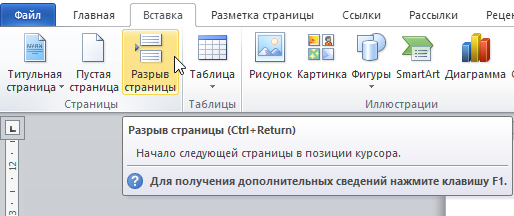 Файл Главная Вставка Разметка страницы Ссылки Рассылки Рецен
Титульная страница
Пустая страница
Разрыв страницы
Таблица
Рисунок Картинка Фигуры SmartArt Диаграмма
Страницы Таблицы Иллюстрации
Разрыв страницы (Ctrl+Return)
Начало следующей страницы в позиции курсора.
Для получения дополнительных сведений нажмите клавишу F1.
12